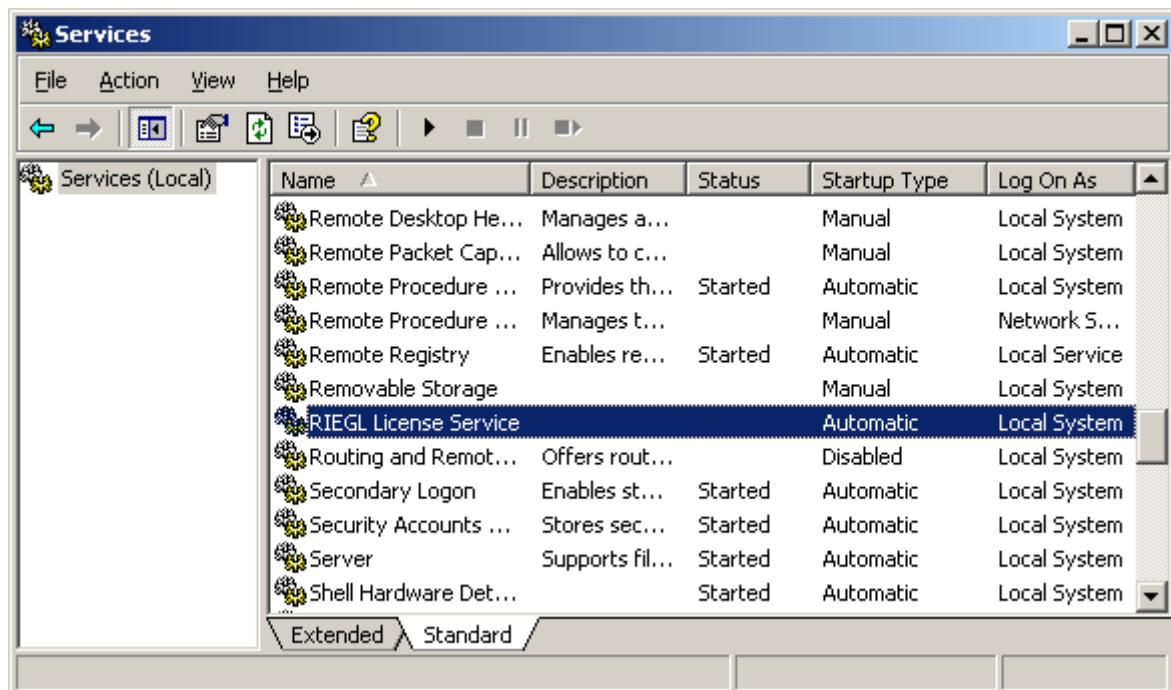 Services
File Action View Help
Services (Local)
Name Description Status Startup Type Log On As
Remote Desktop He... Manages a... Manual Local System
Remote Packet Cap... Allows to c... Manual Local System
Remote Procedure ... Provides th... Started Automatic Local System
Remote Procedure ... Manages t... Manual Network S...
Remote Registry Enables re... Started Automatic Local Service
Removable Storage Manual Local System
RIEGL License Service Automatic Local System
Routing and Remot... Offers rout... Disabled Local System
Secondary Logon Enables st... Started Automatic Local System
Security Accounts ... Stores sec... Started Automatic Local System
Server Supports fil... Started Automatic Local System
Shell Hardware Det... Started Automatic Local System
Extended Standard